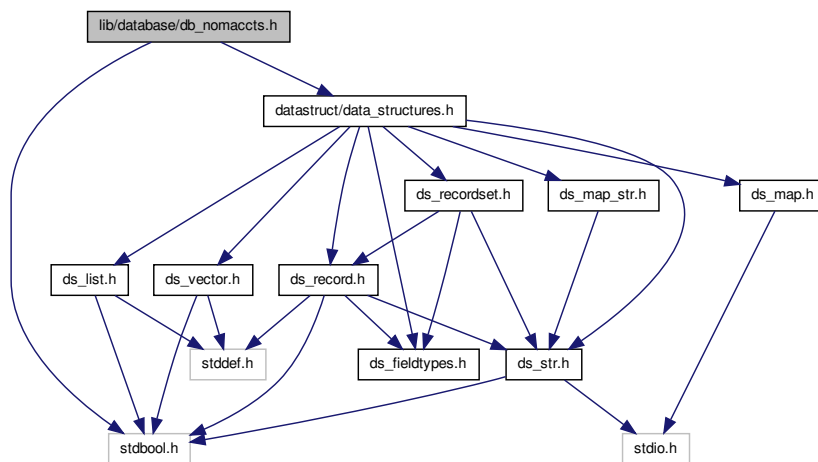 lib/database/db_nomaccts.h
datastruct/data_structures.h
ds_recordset.h
ds_map_str.h
ds_map.h
ds_list.h
ds_vector.h
ds_record.h
stddef.h
ds_fieldtypes.h
ds_str.h
stdbool.h
stdio.h